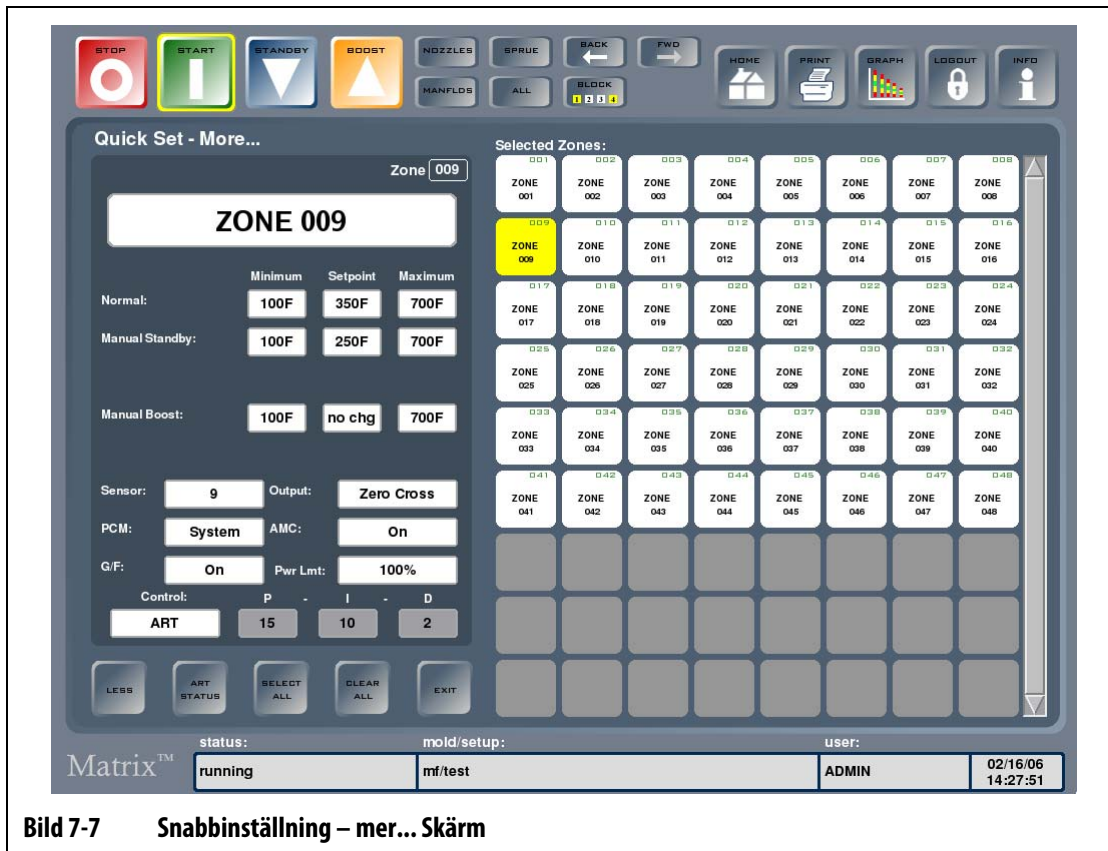 STOP START STANDBY BOOST NOZZLES SPRUE BACK FWD
MANFLDS ALL BLOCK 1 2 3 4
HOME PRINT GRAPH LOGOUT INFO
Quick Set - More...
Zone 009
ZONE 009
Minimum Setpoint Maximum
Normal: 100F 350F 700F
Manual Standby: 100F 250F 700F
Manual Boost: 100F no chg 700F
Sensor: 9 Output: Zero Cross
PCM: System AMC: On
G/F: On Pwr Lmt: 100%
Control: P - I - D
ART 15 10 2
LESS ART STATUS SELECT ALL CLEAR ALL EXIT
Selected Zones:
001 002 003 004 005 006 007 008
ZONE ZONE ZONE ZONE ZONE ZONE ZONE ZONE
001 002 003 004 005 006 007 008
009 010 011 012 013 014 015 016
ZONE ZONE ZONE ZONE ZONE ZONE ZONE ZONE
009 010 011 012 013 014 015 016
017 018 019 020 021 022 023 024
ZONE ZONE ZONE ZONE ZONE ZONE ZONE ZONE
017 018 019 020 021 022 023 024
025 026 027 028 029 030 031 032
ZONE ZONE ZONE ZONE ZONE ZONE ZONE ZONE
025 026 027 028 029 030 031 032
033 034 035 036 037 038 039 040
ZONE ZONE ZONE ZONE ZONE ZONE ZONE ZONE
033 034 035 036 037 038 039 040
041 042 043 044 045 046 047 048
ZONE ZONE ZONE ZONE ZONE ZONE ZONE ZONE
041 042 043 044 045 046 047 048
status: mold/setup: user:
Matrix™ running mf/test ADMIN 02/16/06
14:27:51
Bild 7-7 Snabbinställning – mer... Skärm